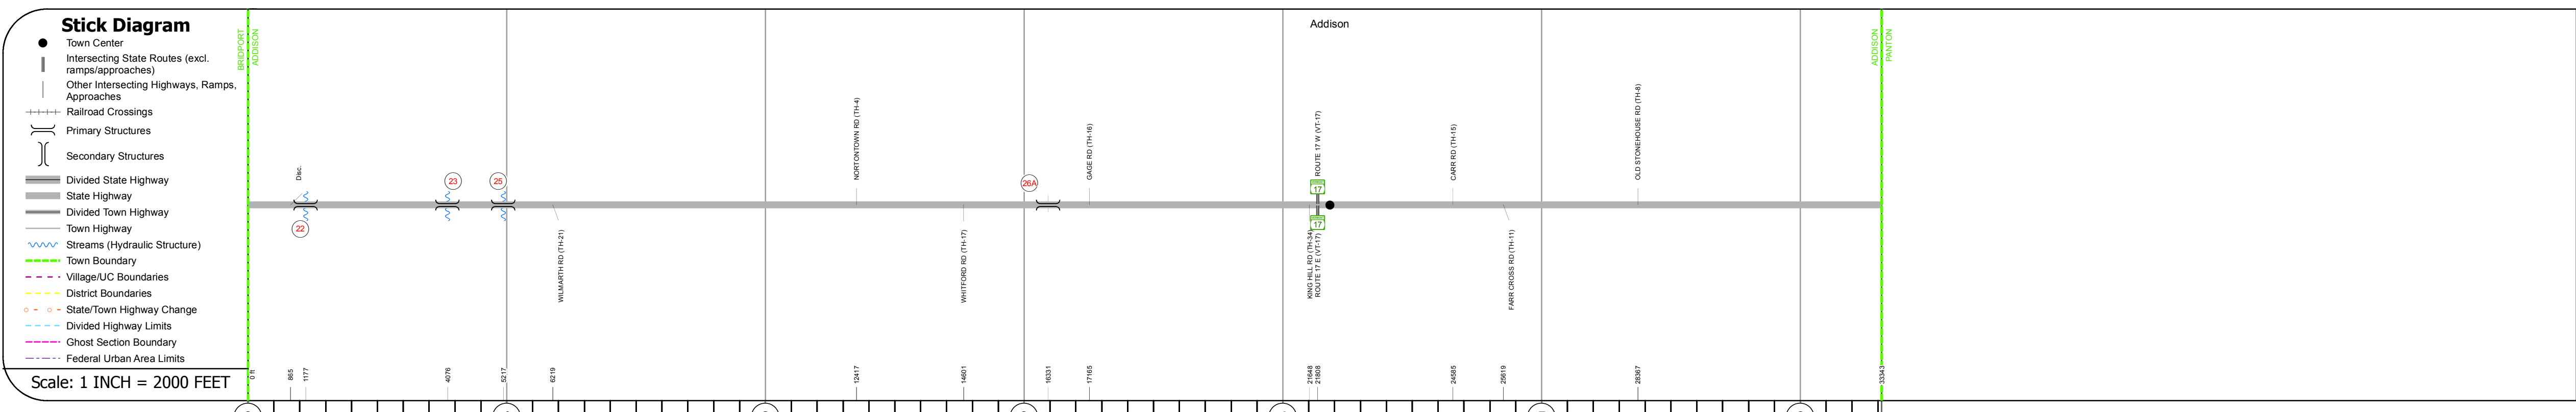 Stick Diagram
Town Center
Intersecting State Routes (excl.
ramps/approaches)
Other Intersecting Highways, Ramps,
Approaches
Railroad Crossings
Primary Structures
Secondary Structures
Divided State Highway
State Highway
Divided Town Highway
Town Highway
Streams (Hydraulic Structure)
Town Boundary
Village/UC Boundaries
District Boundaries
State/Town Highway Change
Divided Highway Limits
Ghost Section Boundary
Federal Urban Area Limits
Scale: 1 INCH = 2000 FEET
BRIDPORT
ADDISON
Addison
ADDISON
PANTON
Disc.
22
23
25
WILMARTH RD (TH-21)
NORTONTOWN RD (TH-4)
WHITFORD RD (TH-17)
26A
GAGE RD (TH-16)
KING HILL RD (TH-34)
ROUTE 17 W (VT-17)
17
17
ROUTE 17 E (VT-17)
CARR RD (TH-15)
FARR CROSS RD (TH-11)
OLD STONEHOUSE RD (TH-8)
0 ft
865
1177
4076
5217
6219
12417
14601
16331
17165
21648
21808
24585
25619
28367
33343